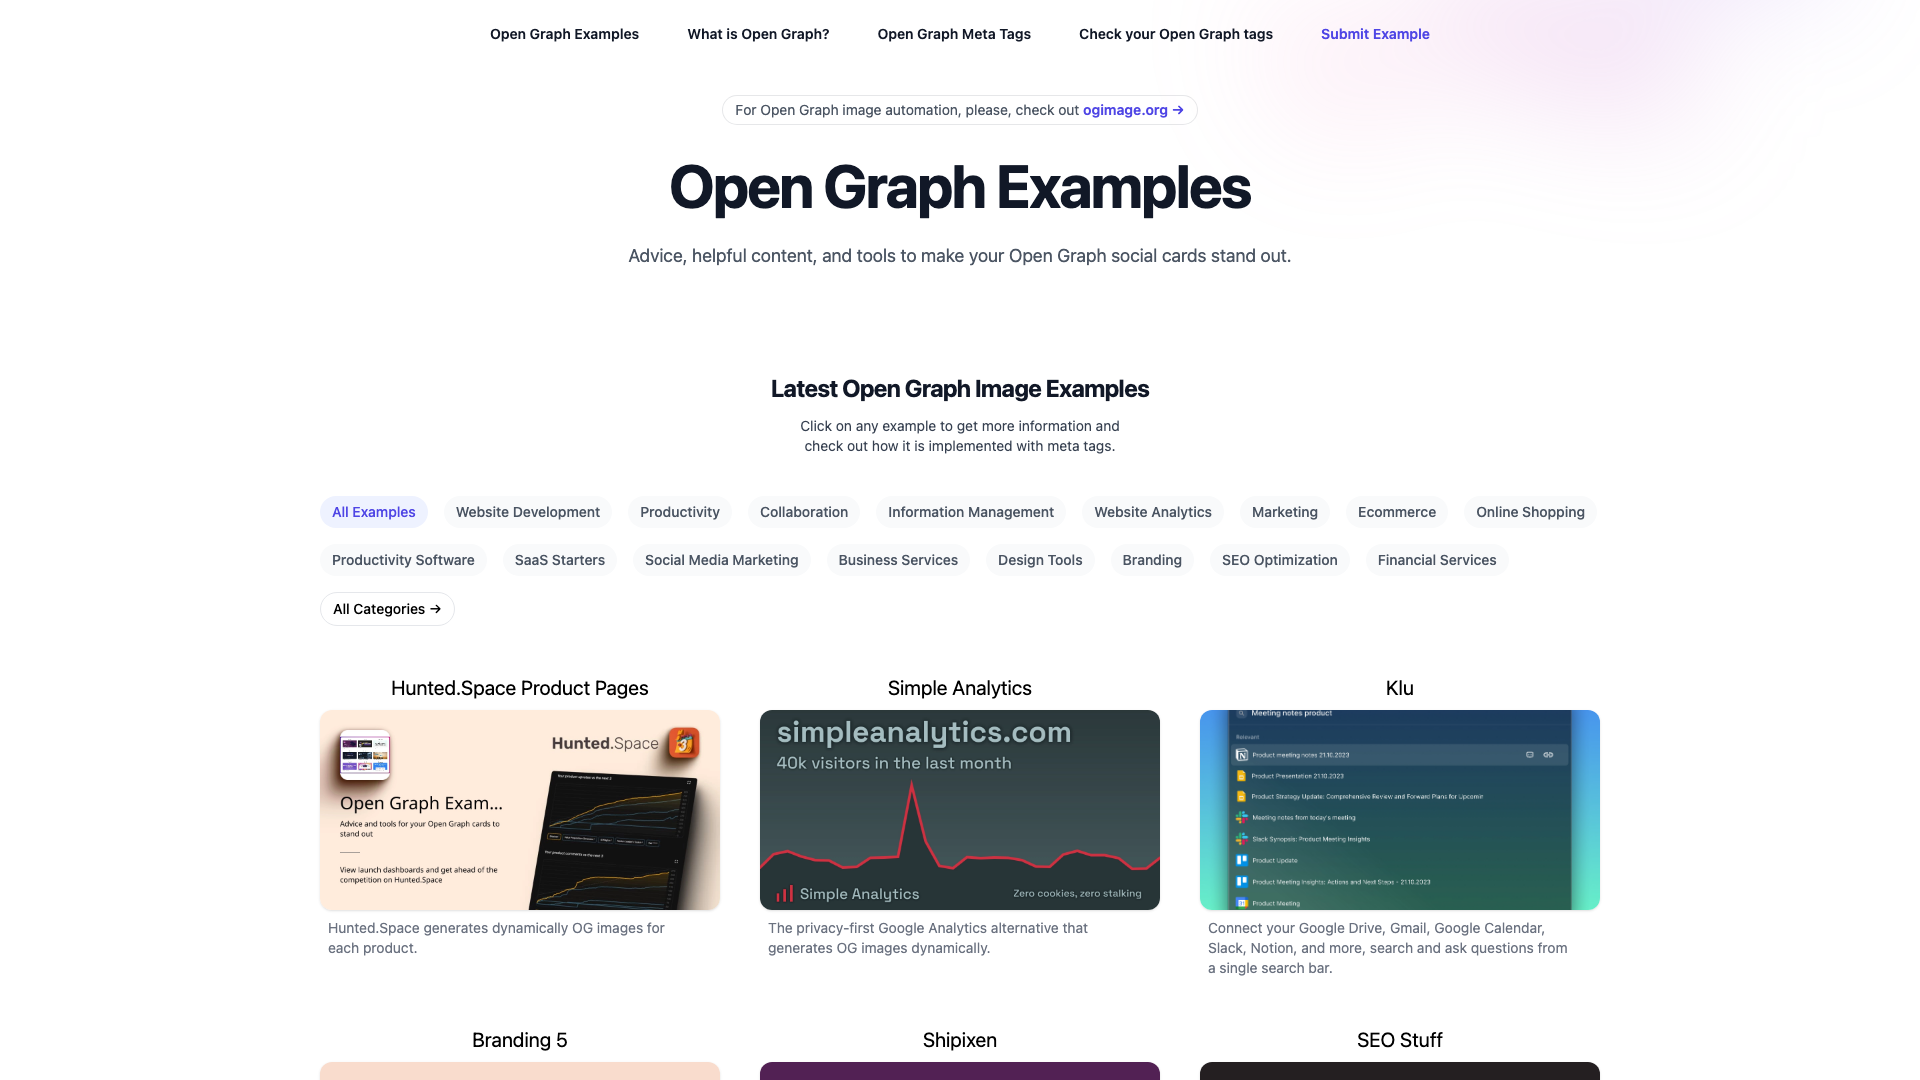 Open Graph Examples
What is Open Graph?
Open Graph Meta Tags
Check your Open Graph tags
Submit Example
For Open Graph image automation, please, check out ogimage.org →
Open Graph Examples
Advice, helpful content, and tools to make your Open Graph social cards stand out.
Latest Open Graph Image Examples
Click on any example to get more information and
check out how it is implemented with meta tags.
All Examples
Website Development
Productivity
Collaboration
Information Management
Website Analytics
Marketing
Ecommerce
Online Shopping
Productivity Software
SaaS Starters
Social Media Marketing
Business Services
Design Tools
Branding
SEO Optimization
Financial Services
All Categories →
Hunted.Space Product Pages
Hunted.Space
Open Graph Exam...
Advice and tools for your Open Graph cards to
stand out
View launch dashboards and get ahead of the
competition on Hunted.Space
Hunted.Space generates dynamically OG images for
each product.
Simple Analytics
simpleanalytics.com
40k visitors in the last month
Simple Analytics
Zero cookies, zero stalking
The privacy-first Google Analytics alternative that
generates OG images dynamically.
Klu
Meeting notes product
Relevant
Product meeting notes 21.10.2023
Product Presentation 21.10.2023
Product Strategy Update: Comprehensive Review and Forward Plans for Upcomin
Meeting notes from today's meeting
Slack Synopsis: Product Meeting Insights
Product Update
Product Meeting Insights: Actions and Next Steps - 21.10.2023
Product Meeting
Connect your Google Drive, Gmail, Google Calendar,
Slack, Notion, and more, search and ask questions from
a single search bar.
Branding 5
Shipixen
SEO Stuff